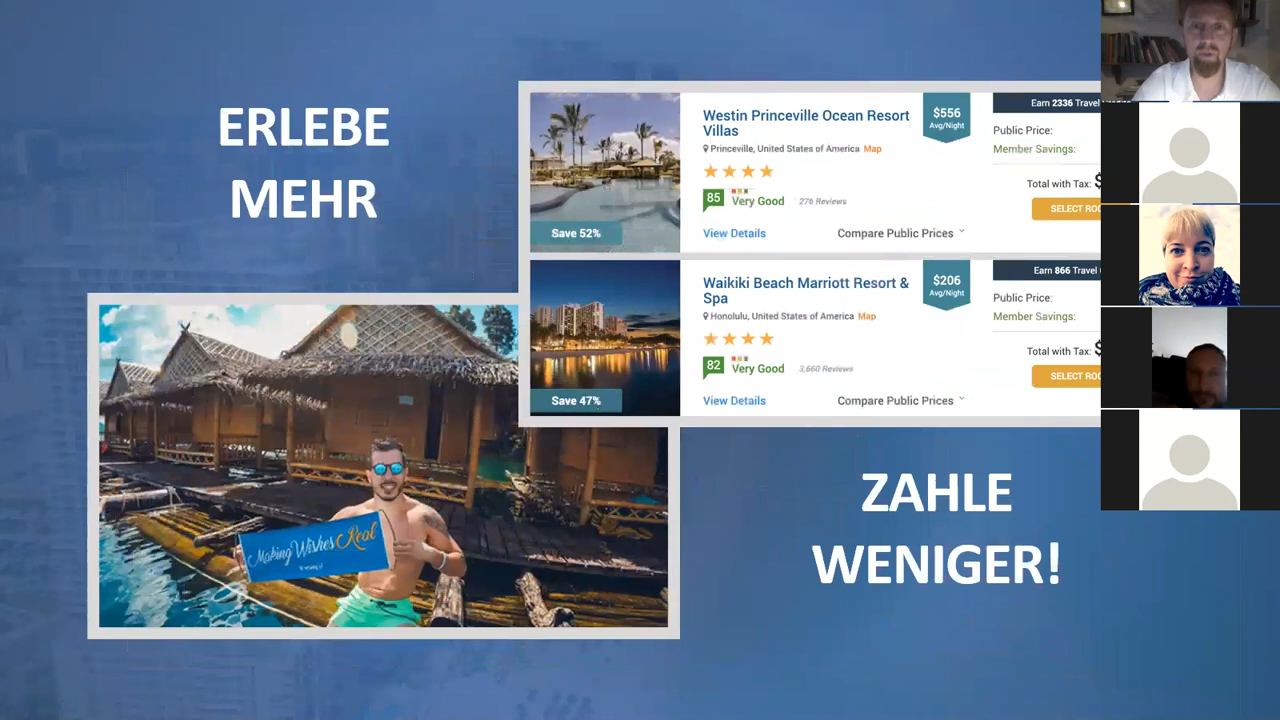 ERLEBE
MEHR
Westin Princeville Ocean Resort
Villas
$556
Avg/Night
Princeville, United States of America Map
85 Very Good 276 Reviews
Save 52%
View Details
Compare Public Prices
Earn 2336 Travel
Public Price:
Member Savings:
Total with Tax: $
SELECT ROO
Waikiki Beach Marriott Resort &
Spa
$206
Avg/Night
Honolulu, United States of America Map
82 Very Good 3,660 Reviews
Save 47%
View Details
Compare Public Prices
Earn 866 Travel
Public Price:
Member Savings:
Total with Tax: $
SELECT ROO
Making Wishes Real
ZAHLE
WENIGER!